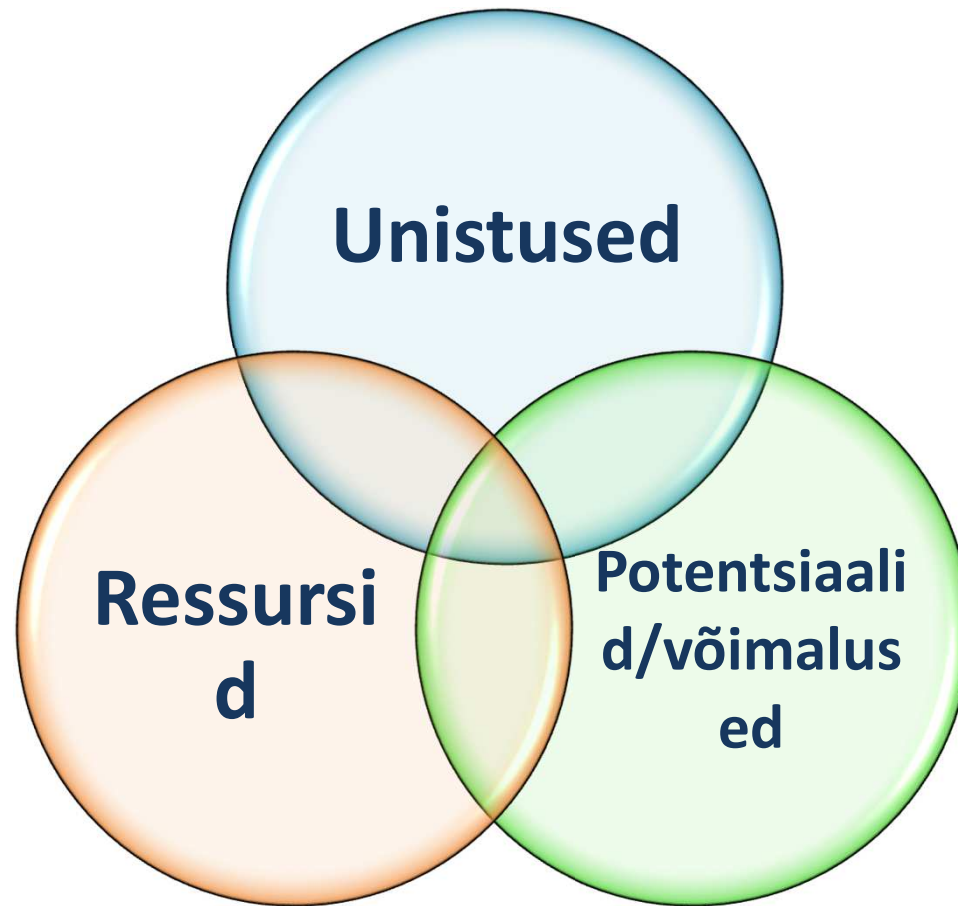 Unistused
Ressursi
d
Potentsiaali
d/võimalus
ed